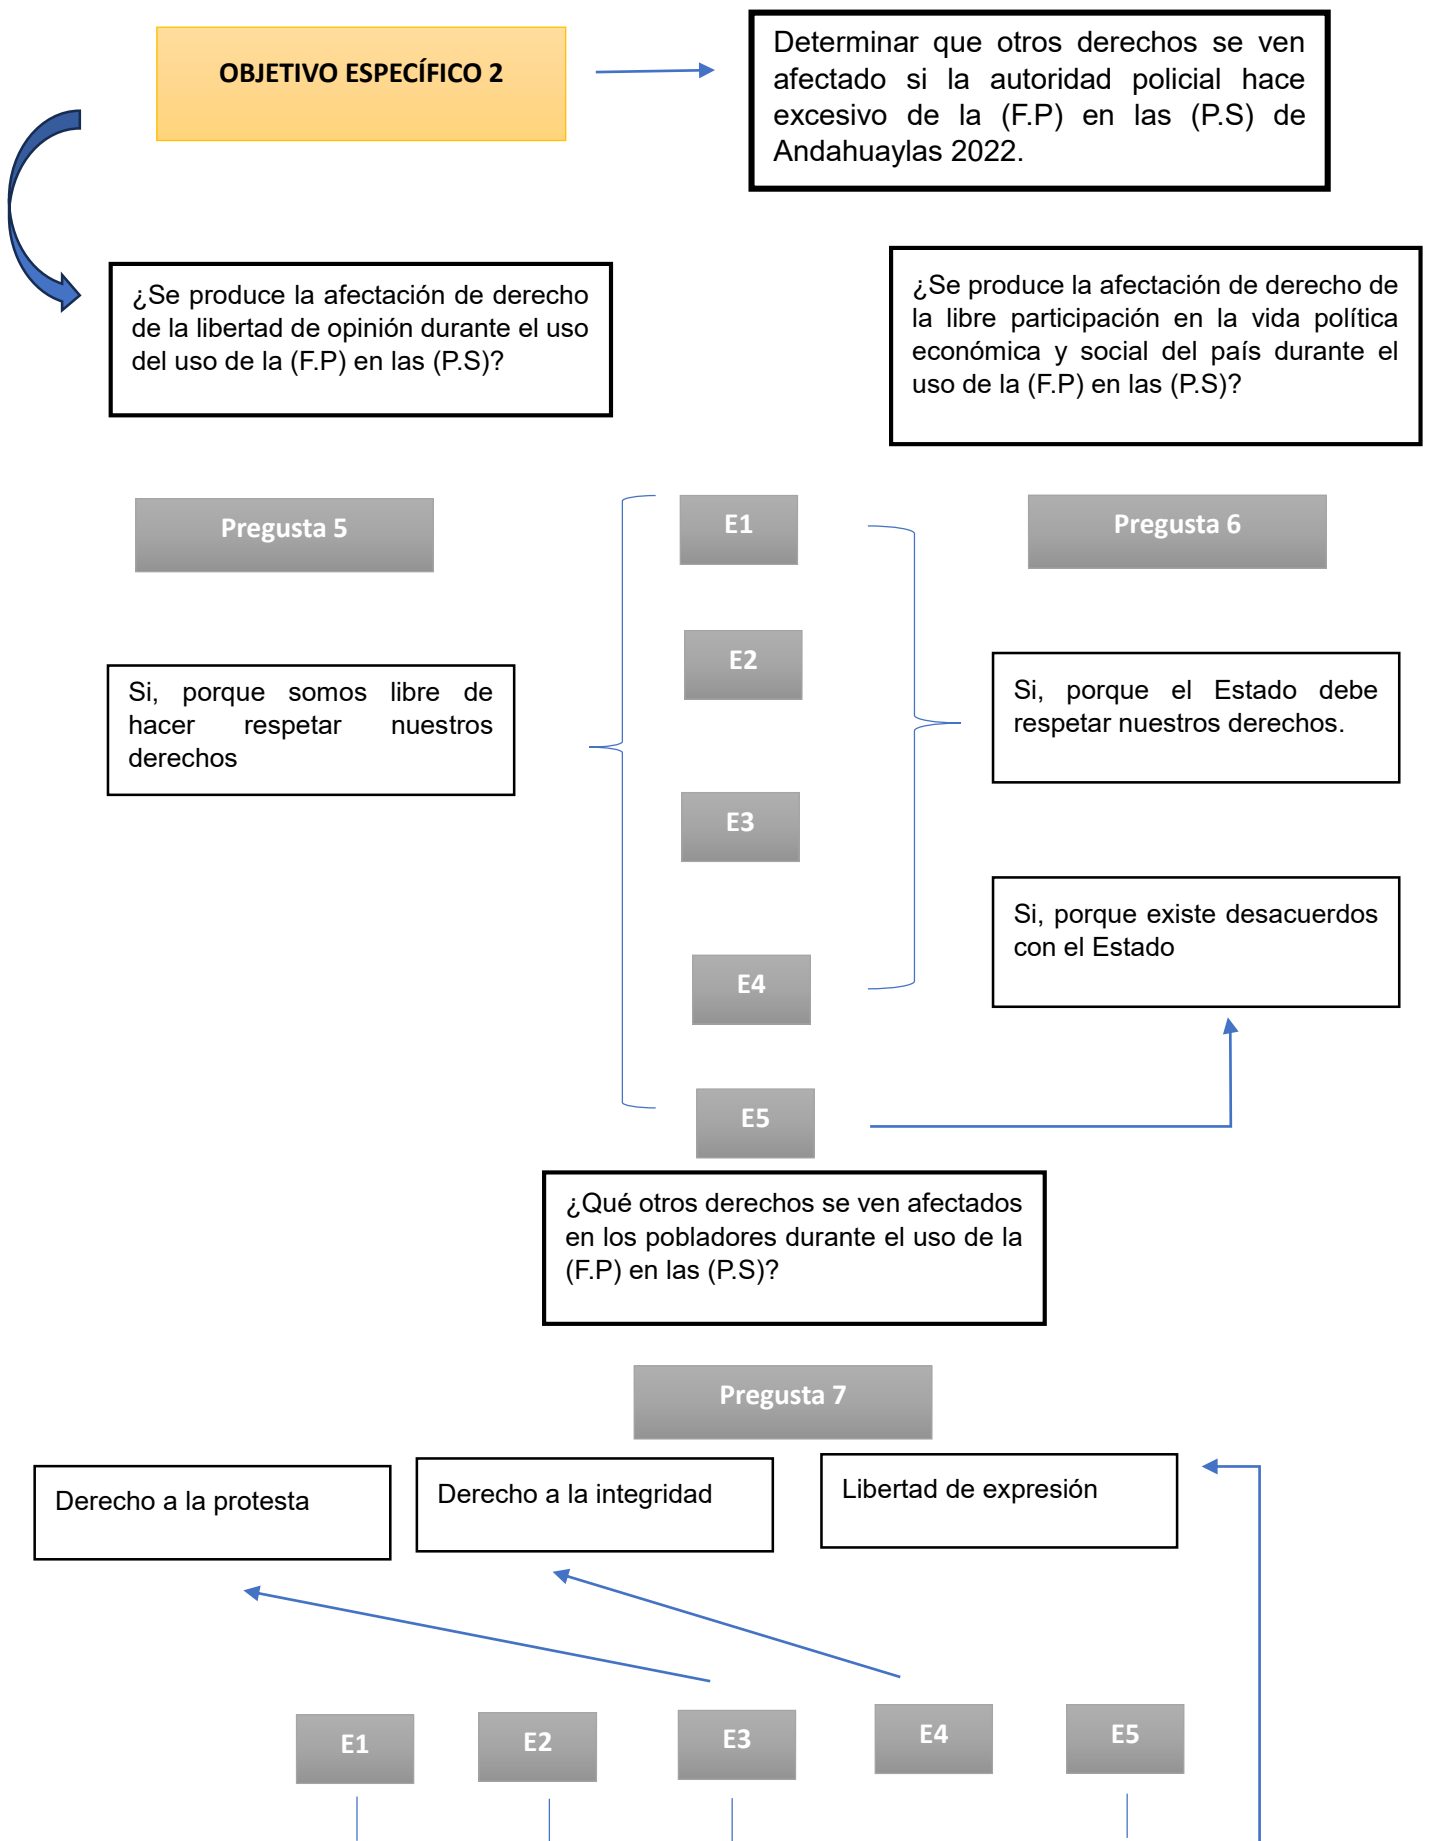 OBJETIVO ESPECÍFICO 2
Determinar que otros derechos se ven
afectado si la autoridad policial hace
excesivo de la (F.P) en las (P.S) de
Andahuaylas 2022.
¿Se produce la afectación de derecho
de la libertad de opinión durante el uso
del uso de la (F.P) en las (P.S)?
¿Se produce la afectación de derecho de
la libre participación en la vida política
económica y social del país durante el
uso de la (F.P) en las (P.S)?
Pregusta 5
E1
Pregusta 6
E2
Si, porque somos libre de
hacer respetar nuestros
derechos
Si, porque el Estado debe
respetar nuestros derechos.
E3
Si, porque existe desacuerdos
con el Estado
E4
E5
¿Qué otros derechos se ven afectados
en los pobladores durante el uso de la
(F.P) en las (P.S)?
Pregusta 7
Derecho a la protesta
Derecho a la integridad
Libertad de expresión
E1
E2
E3
E4
E5